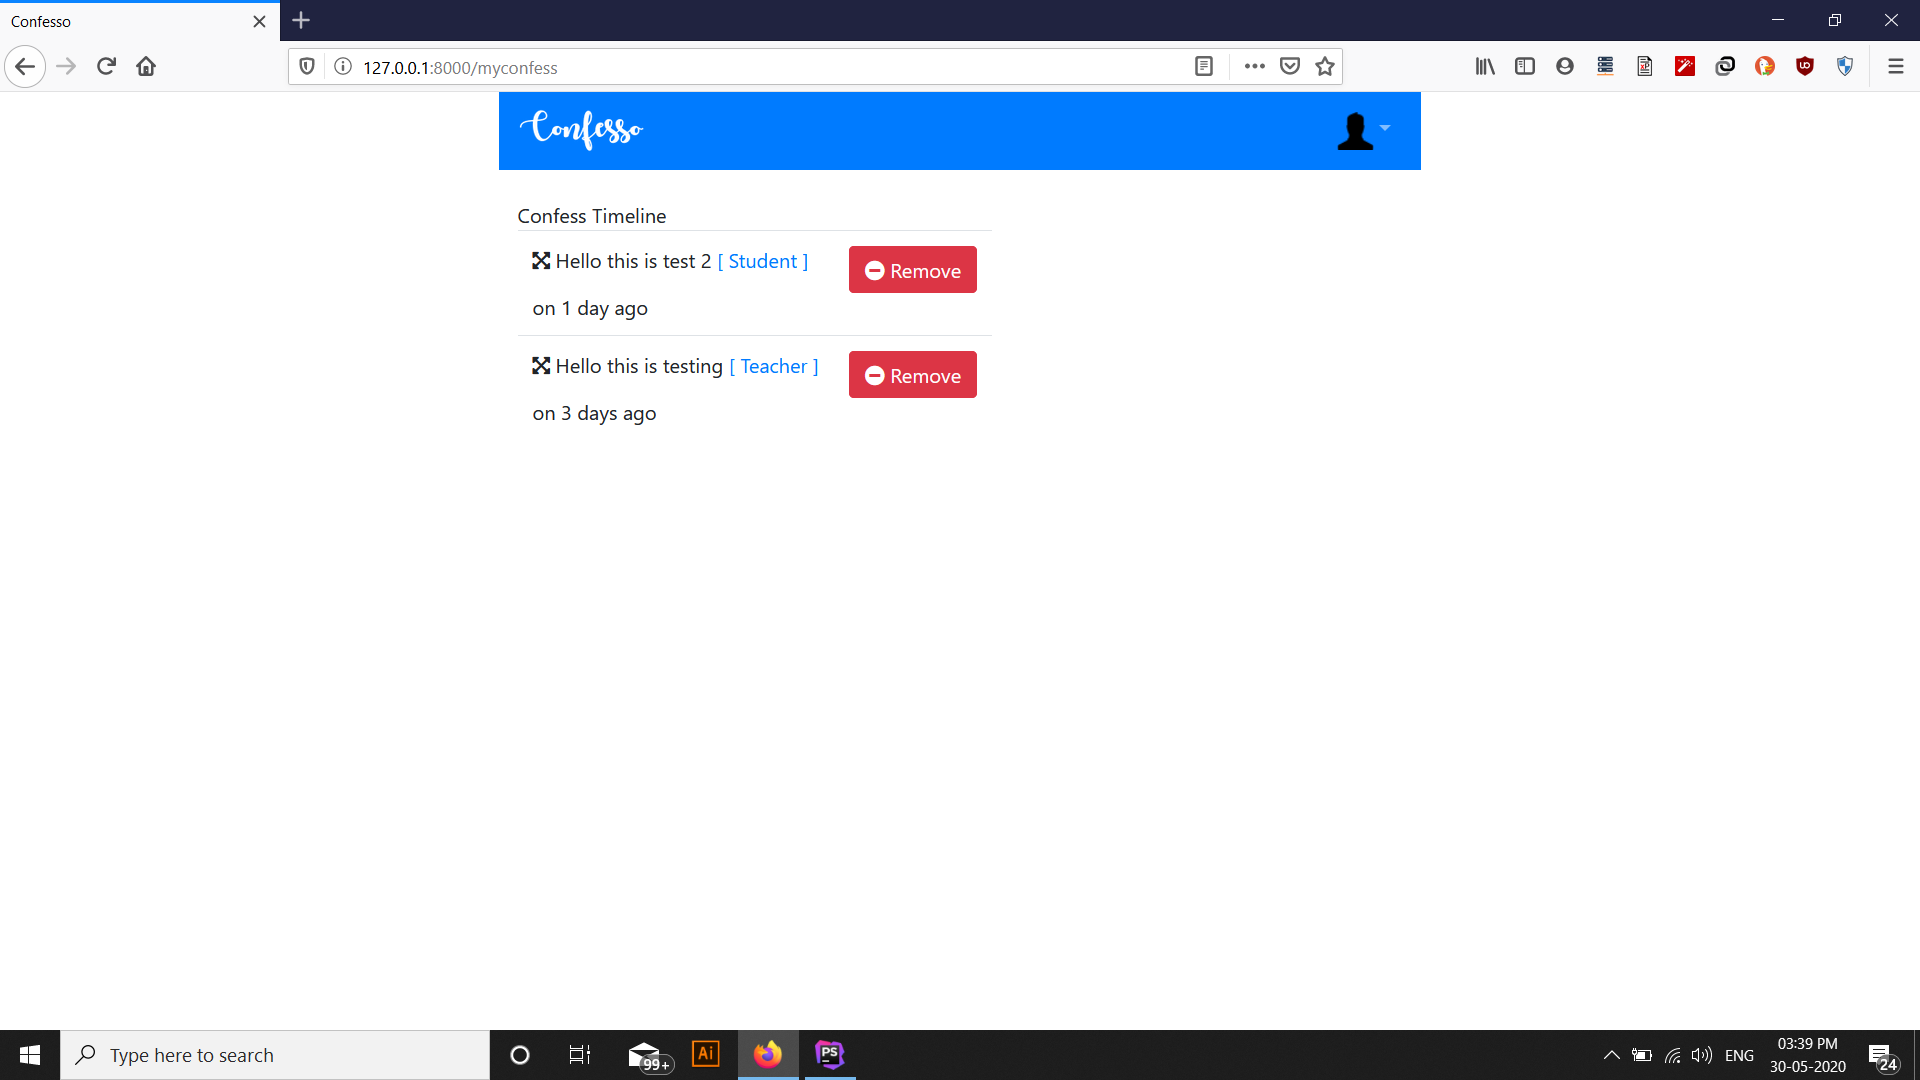 Confesso
127.0.0.1:8000/myconfess
Confesso
Confess Timeline
Hello this is test 2 [ Student ]
Remove
on 1 day ago
Hello this is testing [ Teacher ]
Remove
on 3 days ago
Type here to search
99+
Ai
PS
ENG
03:39 PM
30-05-2020
24